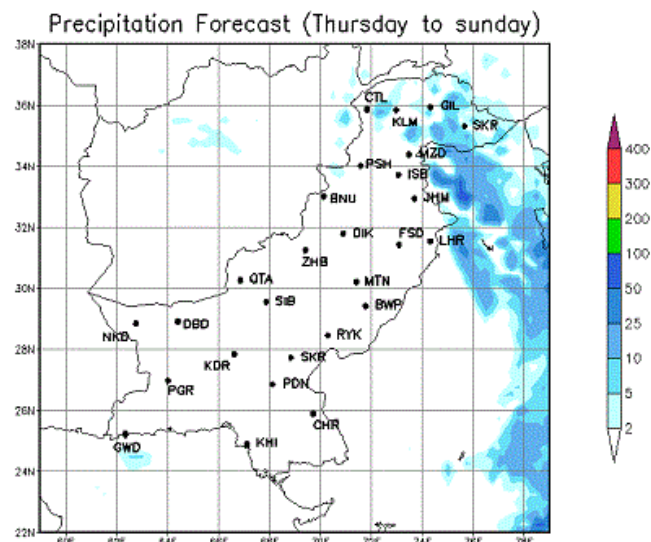 Precipitation Forecast (Thursday to sunday)
38N
36N
34N
32N
30N
28N
26N
24N
22N
CTL
GIL
KLM
SKR
MZD
PSH
ISB
BNU
JHM
DIK
FSD
LHR
ZHB
QTA
MTN
SIB
BWP
DBD
NKD
RYK
KDR
SKR
PGR
PDN
CHR
GWD
KHI
400
300
200
100
50
25
10
5
2